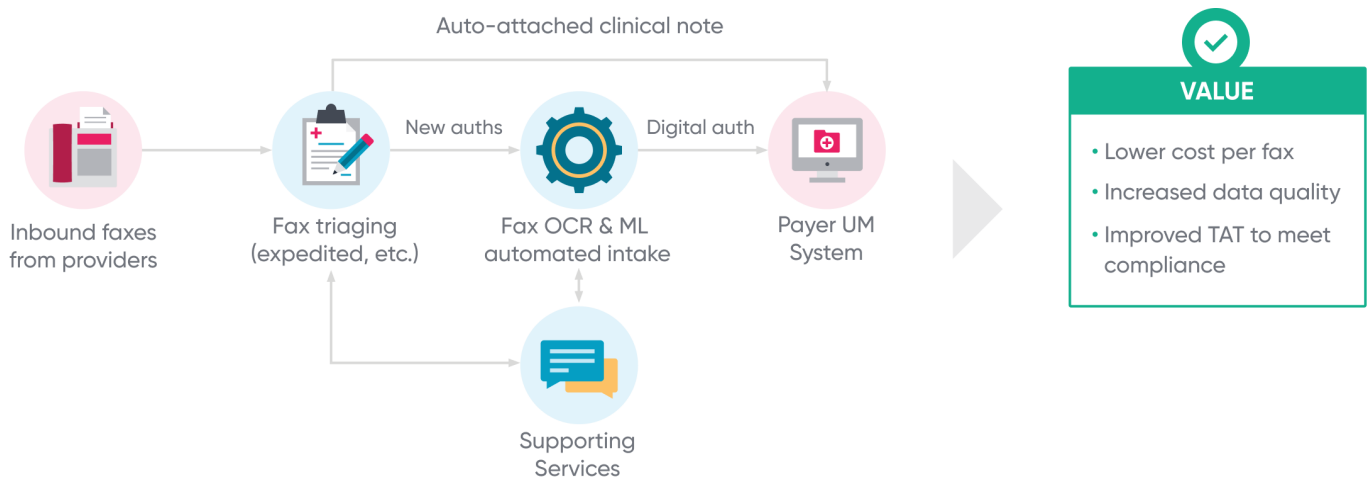 Auto-attached clinical note
Inbound faxes
from providers
Fax triaging
(expedited, etc.)
New auths
Fax OCR & ML
automated intake
Digital auth
Payer UM
System
Supporting
Services
VALUE
• Lower cost per fax
• Increased data quality
• Improved TAT to meet
compliance